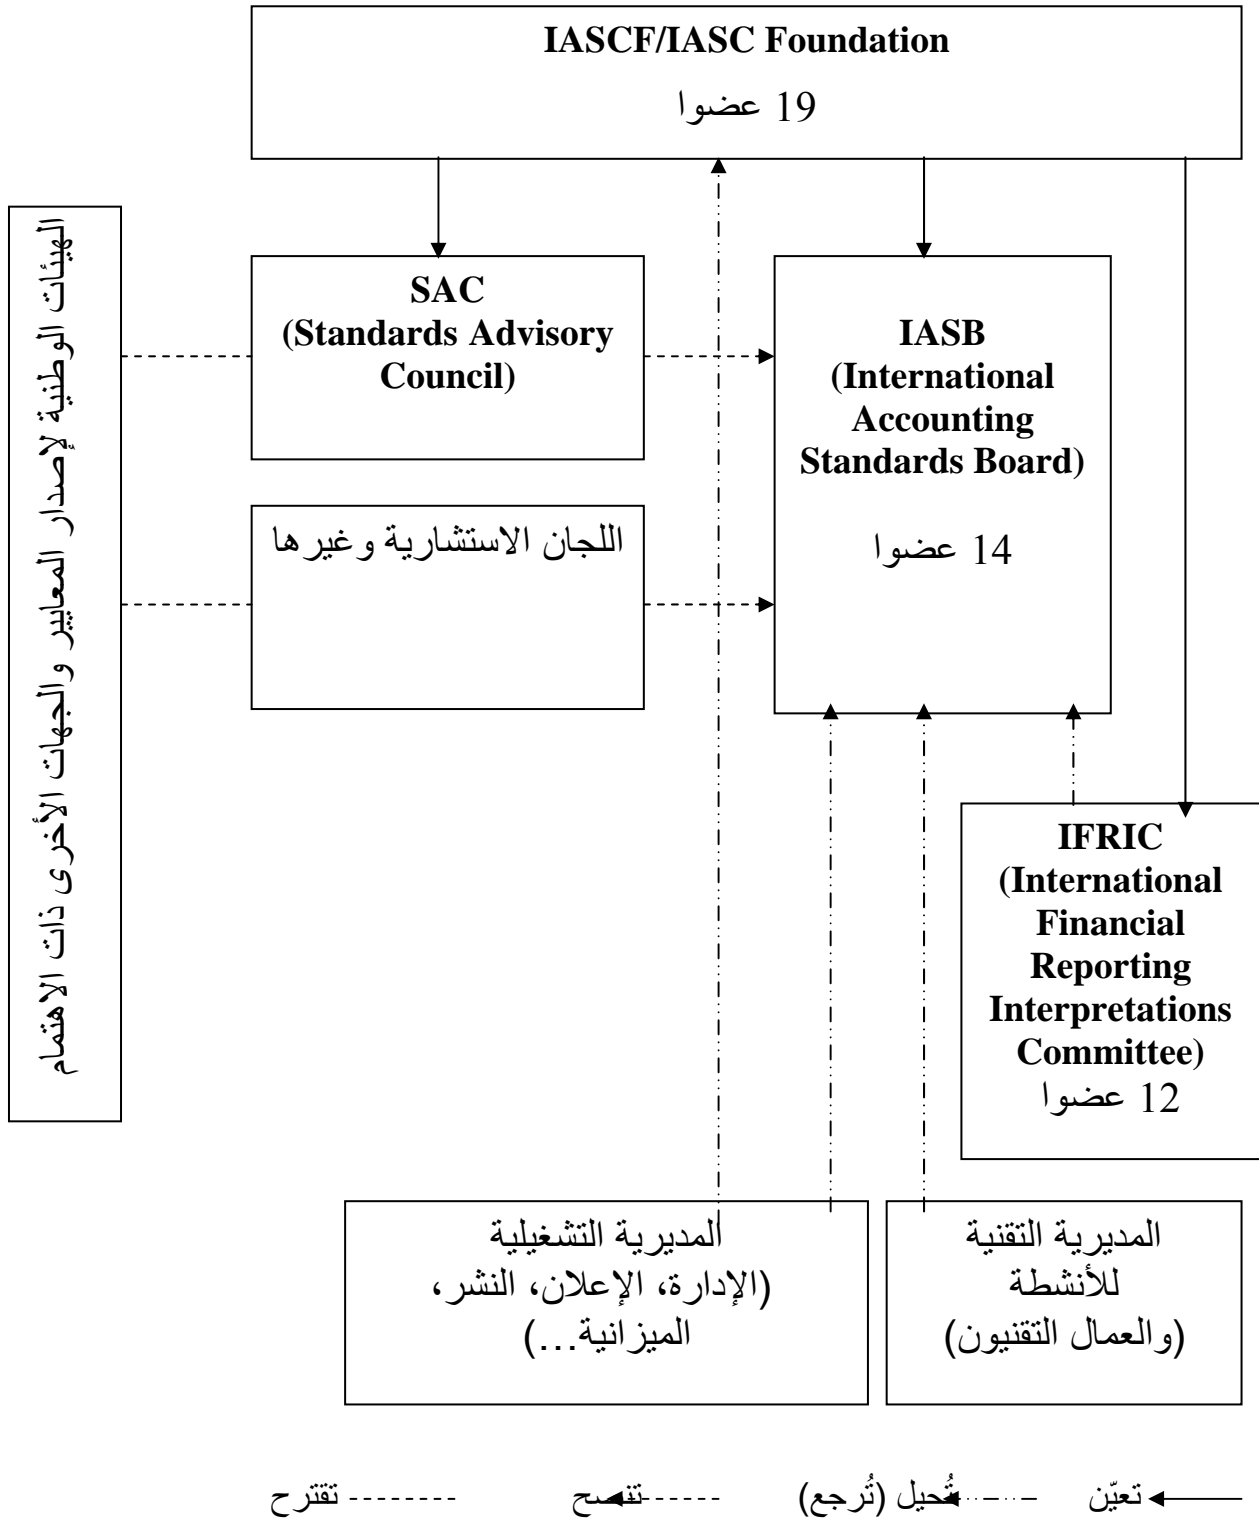 IASCF/IASC Foundation
19 عضوا
الهيئات الوطنية لإصدار المعايير والجهات الأخرى ذات الاهتمام
SAC
(Standards Advisory
Council)
IASB
(International
Accounting
Standards Board)
14 عضوا
اللجان الاستشارية وغيرها
IFRIC
(International
Financial
Reporting
Interpretations
Committee)
12 عضوا
المديرية التشغيلية
(الإدارة، الإعلان، النشر،
الميزانية...)
المديرية التقنية
للأنشطة
(والعمال التقنيون)
تعيّن
تُحيل (تُرجع)
تنصح
تقترح